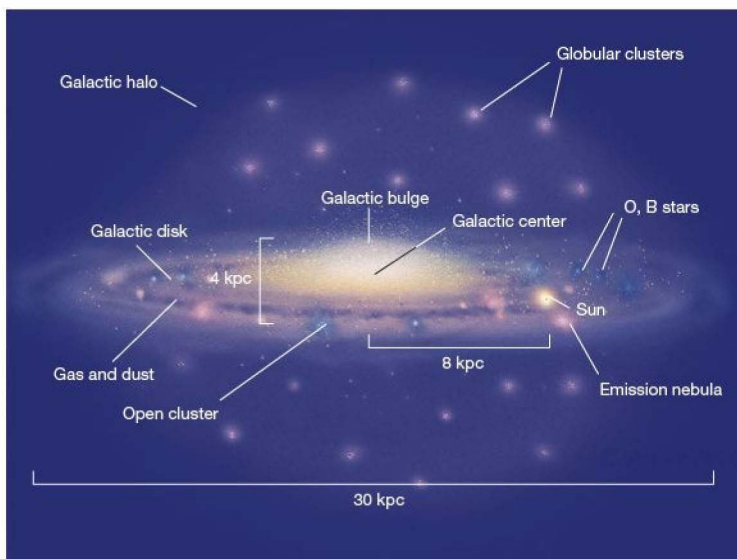 Globular clusters
Galactic halo
Galactic bulge
O, B stars
Galactic center
Galactic disk
4 kpc
Sun
8 kpc
Gas and dust
Emission nebula
Open cluster
30 kpc